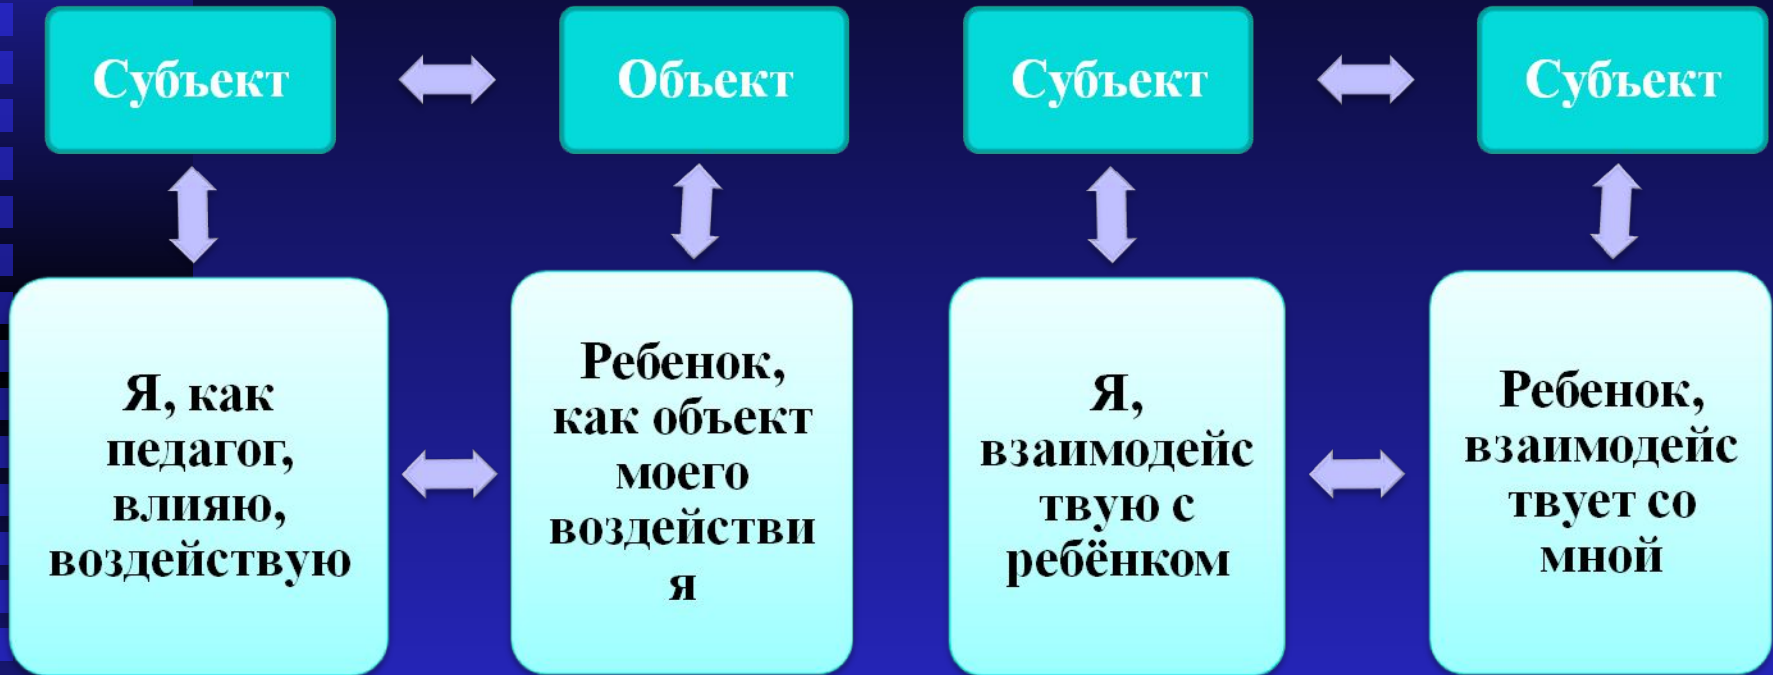 Субъект
Объект
Субъект
Субъект
Я, как
педагог,
влияю,
воздействую
Ребенок,
как объект
моего
воздействи
я
Я,
взаимодейс
твую с
ребёнком
Ребенок,
взаимодейс
твует со
мной